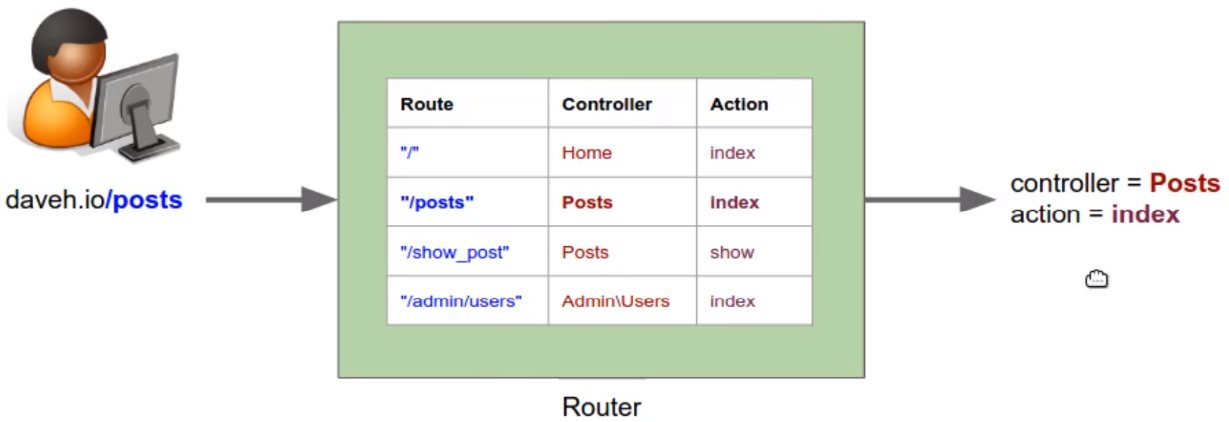 daveh.io/posts
Route Controller Action
"/" Home index
"/posts" Posts index
"/show_post" Posts show
"/admin/users" Admin\Users index
Router
controller = Posts
action = index